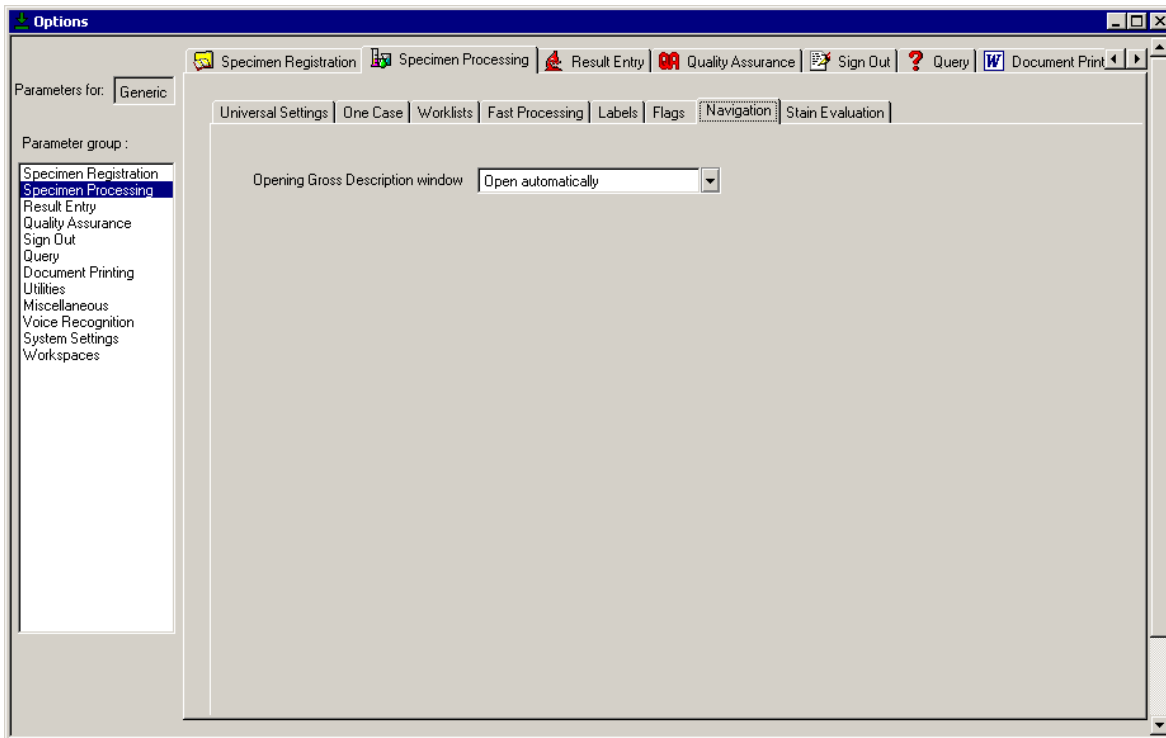 Options
Specimen Registration Specimen Processing Result Entry QA Quality Assurance Sign Out ? Query W Document Print
Parameters for: Generic
Universal Settings One Case Worklists Fast Processing Labels Flags Navigation Stain Evaluation
Parameter group :
Opening Gross Description window Open automatically
Specimen Registration
Specimen Processing
Result Entry
Quality Assurance
Sign Out
Query
Document Printing
Utilities
Miscellaneous
Voice Recognition
System Settings
Workspaces